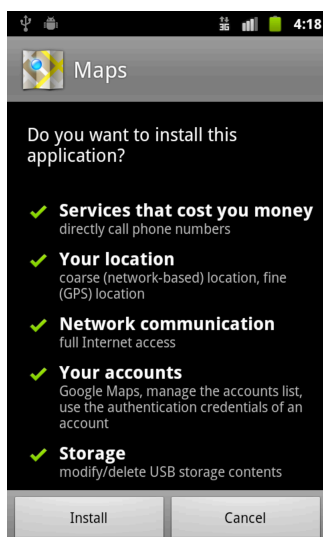 3G 4:18
Maps
Do you want to install this
application?
Services that cost you money
directly call phone numbers
Your location
coarse (network-based) location, fine
(GPS) location
Network communication
full Internet access
Your accounts
Google Maps, manage the accounts list,
use the authentication credentials of an
account
Storage
modify/delete USB storage contents
Install Cancel